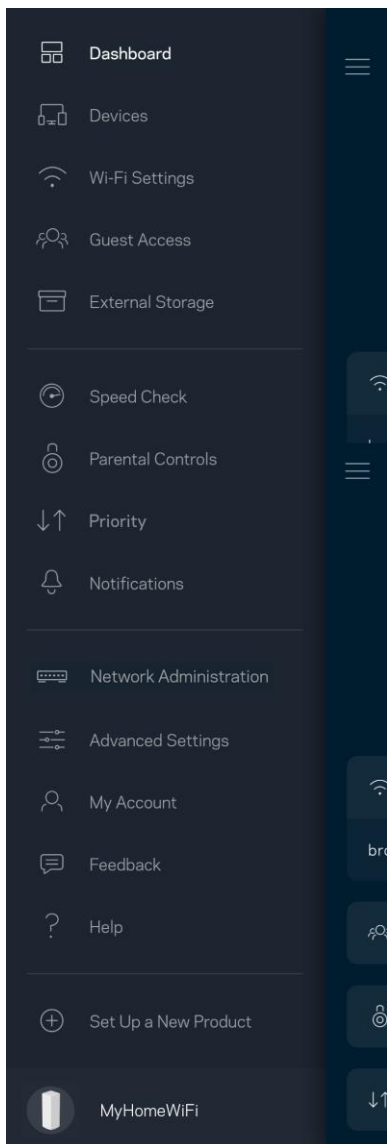 Dashboard
Devices
Wi-Fi Settings
Guest Access
External Storage
Speed Check
Parental Controls
Priority
Notifications
Network Administration
Advanced Settings
My Account
Feedback
Help
Set Up a New Product
MyHomeWiFi